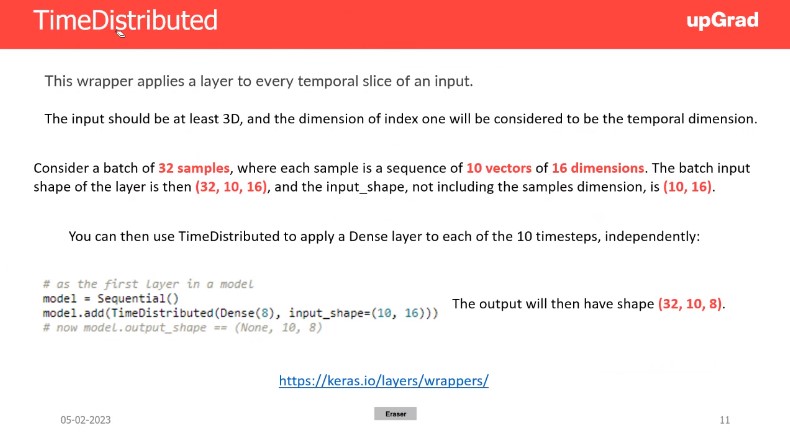 TimeDistributed
upGrad
This wrapper applies a layer to every temporal slice of an input.
The input should be at least 3D, and the dimension of index one will be considered to be the temporal dimension.
Consider a batch of 32 samples, where each sample is a sequence of 10 vectors of 16 dimensions. The batch input
shape of the layer is then (32, 10, 16), and the input_shape, not including the samples dimension, is (10, 16).
You can then use TimeDistributed to apply a Dense layer to each of the 10 timesteps, independently:
# as the first layer in a model
model = Sequential()
model.add(TimeDistributed(Dense(8), input_shape=(10, 16)))
# now model.output_shape == (None, 10, 8)
The output will then have shape (32, 10, 8).
https://keras.io/layers/wrappers/
05-02-2023
Eraser
11